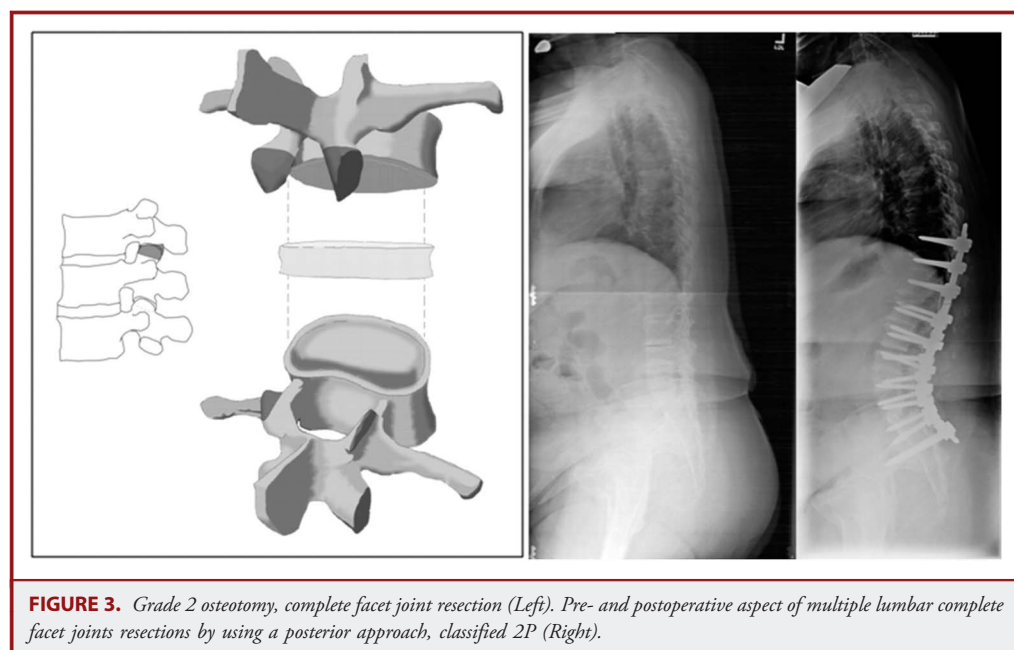 FIGURE 3. Grade 2 osteotomy, complete facet joint resection (Left). Pre- and postoperative aspect of multiple lumbar complete
facet joints resections by using a posterior approach, classified 2P (Right).